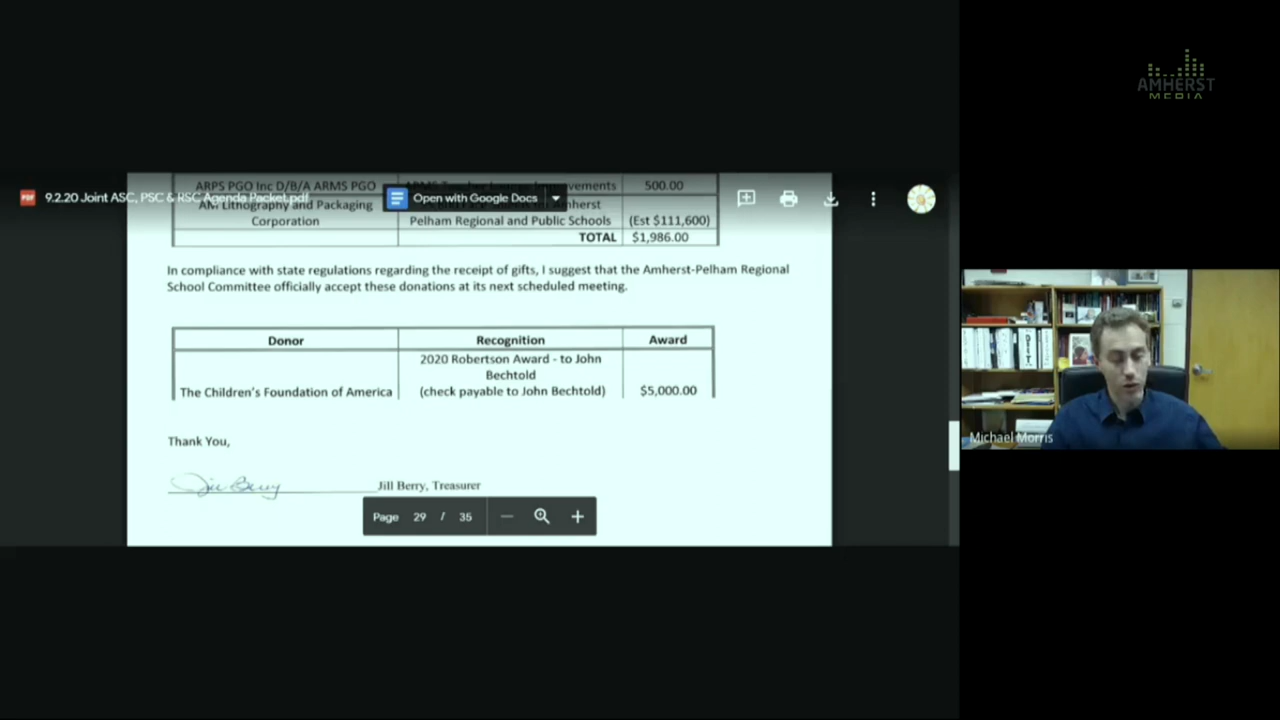 AMHERST
MEDIA
ARPS PGO Inc D/B/A ARMS PGO
500.00
PDF
9.2.20 Joint ASC, PSC & RSC Agenda Packet.pdf
Open with Google Docs
AM Lithography and Packaging
Corporation
Amherst
Pelham Regional and Public Schools
(Est $111,600)
TOTAL
$1,986.00
In compliance with state regulations regarding the receipt of gifts, I suggest that the Amherst-Pelham Regional
School Committee officially accept these donations at its next scheduled meeting.
Donor
Recognition
Award
The Children's Foundation of America
2020 Robertson Award - to John
Bechtold
(check payable to John Bechtold)
$5,000.00
Thank You,
Jill Berry
Jill Berry, Treasurer
Page 29 / 35
Michael Morris